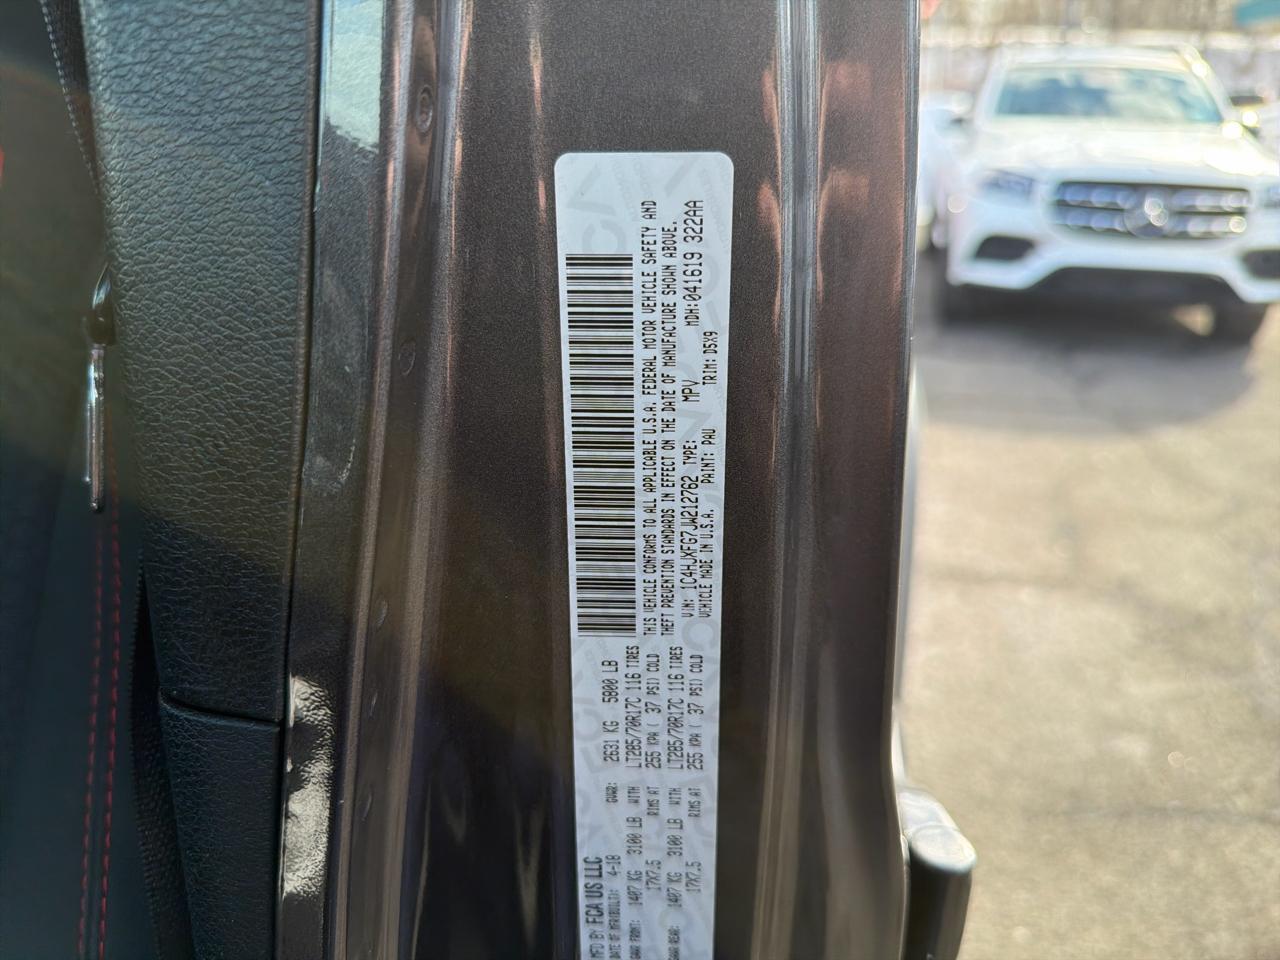 MFD BY FCA US LLC
DATE OF MFR(BUILT): 4-18 GVWR: 2631 KG 5800 LB
GAWR FRONT: 1407 KG 3100 LB WITH LT285/70R17C 116 TIRES
17X7.5 RIMS AT 255 KPA ( 37 PSI) COLD
GAWR REAR: 1407 KG 3100 LB WITH LT285/70R17C 116 TIRES
17X7.5 RIMS AT 255 KPA ( 37 PSI) COLD
THIS VEHICLE CONFORMS TO ALL APPLICABLE U.S.A. FEDERAL MOTOR VEHICLE SAFETY AND
THEFT PREVENTION STANDARDS IN EFFECT ON THE DATE OF MANUFACTURE SHOWN ABOVE.
VIN: 1C4HJXFG7JW212762 TYPE: MPV MDH:041619 322AA
VEHICLE MADE IN U.S.A. PAINT: PAU TRIM: D5X9